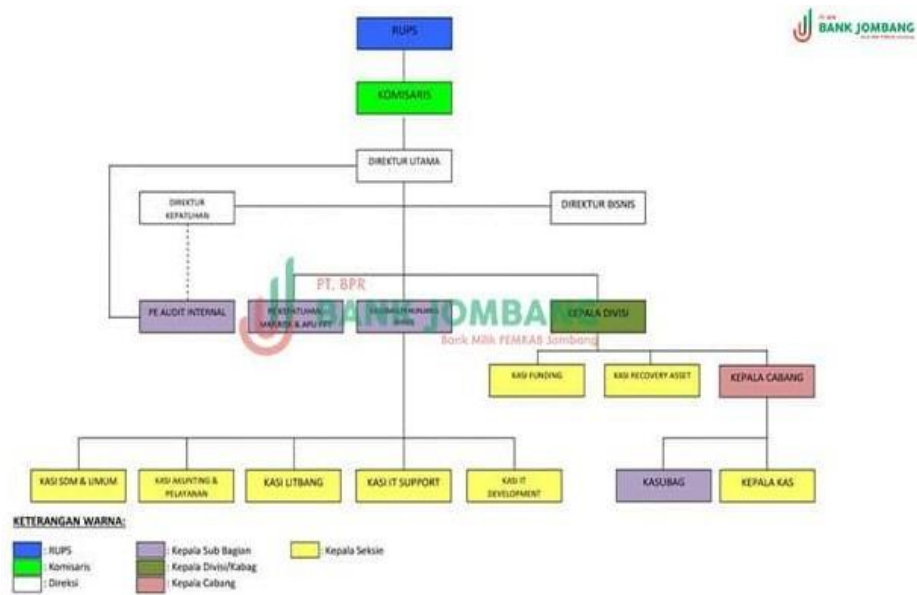 RUPS
PT. BPR
BANK JOMBANG
KOMISARIS
DIREKTUR UTAMA
DIREKTUR
KEPATUHAN
DIREKTUR BISNIS
PE AUDIT INTERNAL
PE KEPATUHAN
& APU PPT
PT. BPR
BANK JOMBANG
Bank Milik PEMKAB Jombang
KEPALA DIVISI
KASI FUNDING
KASI RECOVERY ASSET
KEPALA CABANG
KASI SDM & UMUM
KASI AKUNTING &
PELAYANAN
KASI LITBANG
KASI IT SUPPORT
KASI IT
DEVELOPMENT
KASUBAG
KEPALA KAS
KETERANGAN WARNA:
: RUPS
: Kepala Sub Bagian
: Kepala Seksie
: Komisaris
: Kepala Divisi/Kabag
: Direksi
: Kepala Cabang